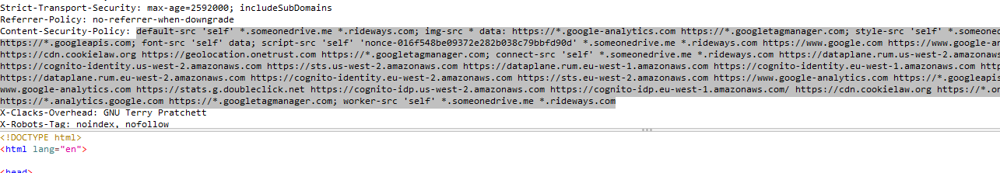 Strict-Transport-Security: max-age=2592000; includeSubDomains
Referrer-Policy: no-referrer-when-downgrade
Content-Security-Policy: default-src 'self' *.someonedrive.me *.rideways.com; img-src * data: https://*.google-analytics.com https://*.googletagmanager.com; style-src 'self' *.someoned
https://*.googleapis.com; font-src 'self' data; script-src 'self' 'nonce-016f548be09372e282b038c79bbfd90d' *.someonedrive.me *.rideways.com https://www.google.com https://www.google-an
https://cdn.cookielaw.org https://geolocation.onetrust.com https://*.googletagmanager.com; connect-src 'self' *.someonedrive.me *.rideways.com https://dataplane.rum.us-west-2.amazonaws
https://cognito-identity.us-west-2.amazonaws.com https://sts.us-west-2.amazonaws.com https://dataplane.rum.eu-west-1.amazonaws.com https://cognito-identity.eu-west-1.amazonaws.com http
https://dataplane.rum.eu-west-2.amazonaws.com https://cognito-identity.eu-west-2.amazonaws.com https://sts.eu-west-2.amazonaws.com https://www.google-analytics.com https://*.googleapis
www.google-analytics.com https://stats.g.doubleclick.net https://cognito-idp.us-west-2.amazonaws.com https://cognito-idp.eu-west-1.amazonaws.com/ https://cdn.cookielaw.org https://*.on
https://*.analytics.google.com https://*.googletagmanager.com; worker-src 'self' *.someonedrive.me *.rideways.com
X-Clacks-Overhead: GNU Terry Pratchett
X-Robots-Tag: noindex, nofollow
<!DOCTYPE html>
<html lang="en">
<head>